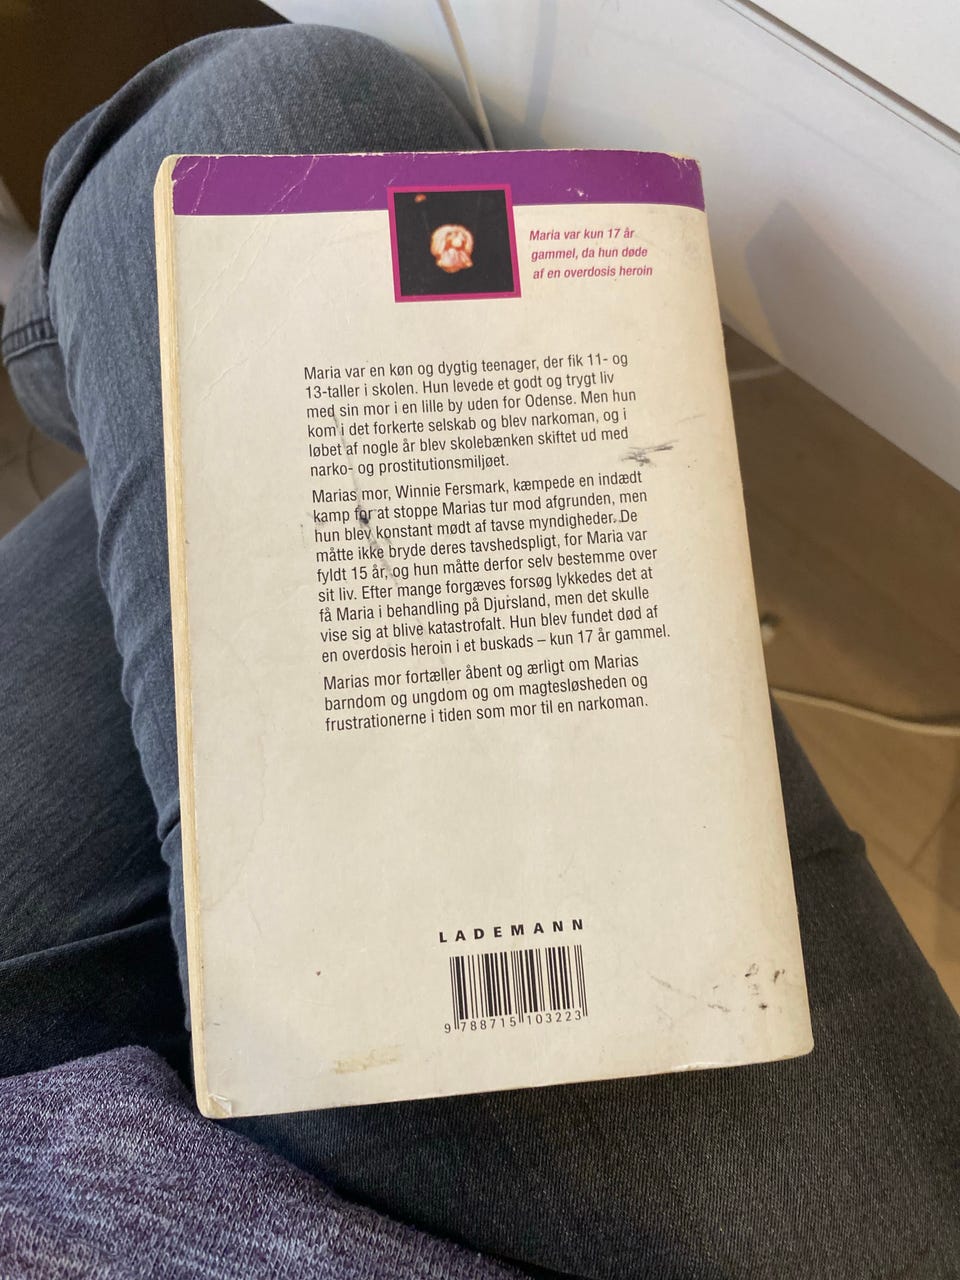 Maria var kun 17 år
gammel, da hun døde
af en overdosis heroin
Maria var en køn og dygtig teenager, der fik 11- og
13-taller i skolen. Hun levede et godt og trygt liv
med sin mor i en lille by uden for Odense. Men hun
kom i det forkerte selskab og blev narkoman, og i
løbet af nogle år blev skolebænken skiftet ud med
narko- og prostitutionsmiljøet.
Marias mor, Winnie Fersmark, kæmpede en indædt
kamp for at stoppe Marias tur mod afgrunden, men
hun blev konstant mødt af tavse myndigheder. De
måtte ikke bryde deres tavshedspligt, for Maria var
fyldt 15 år, og hun måtte derfor selv bestemme over
sit liv. Efter mange forgæves forsøg lykkedes det at
få Maria i behandling på Djursland, men det skulle
vise sig at blive katastrofalt. Hun blev fundet død af
en overdosis heroin i et buskads – kun 17 år gammel.
Marias mor fortæller åbent og ærligt om Marias
barndom og ungdom og om magtesløsheden og
frustrationerne i tiden som mor til en narkoman.
LADEMANN
9 788715 103223